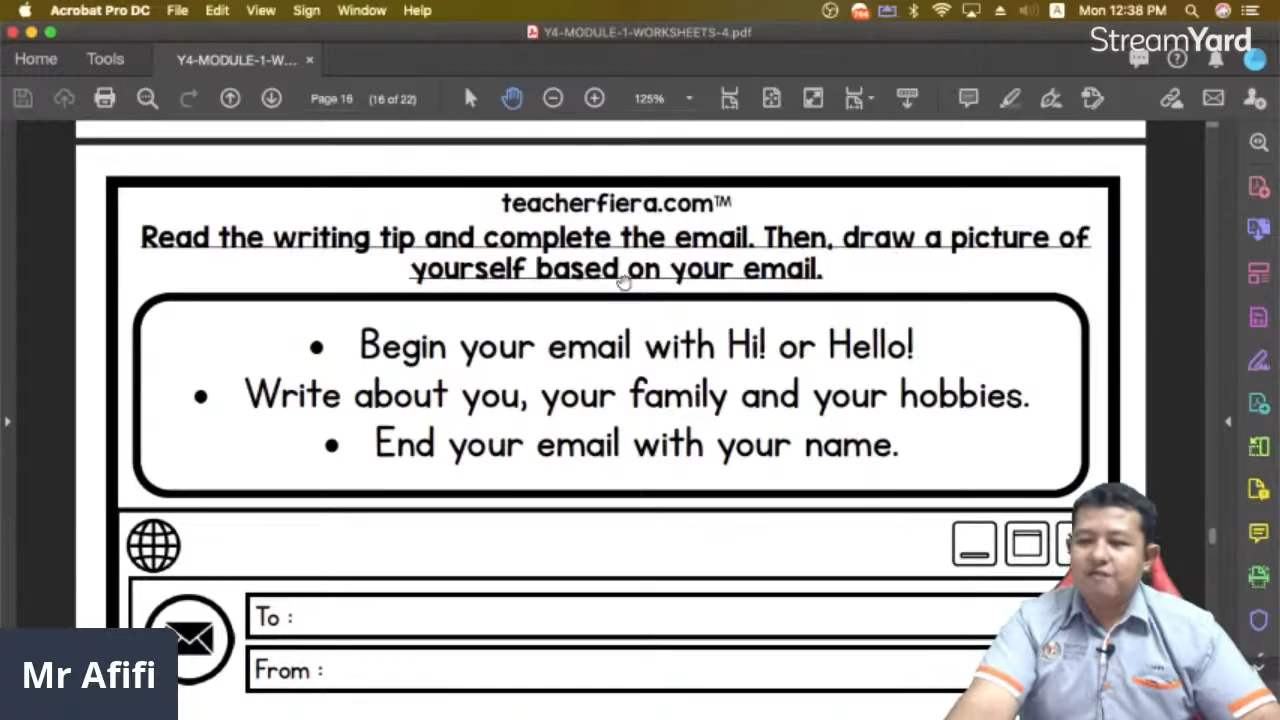 Acrobat Pro DC File Edit View Sign Window Help
Mon 12:38 PM
Y4-MODULE-1-WORKSHEETS-4.pdf
StreamYard
Home Tools Y4-MODULE-1-W... ×
Page 16 (16 of 22) 125%
teacherfiera.com™
Read the writing tip and complete the email. Then, draw a picture of
yourself based on your email.
• Begin your email with Hi! or Hello!
• Write about you, your family and your hobbies.
• End your email with your name.
To :
From :
Mr Afifi